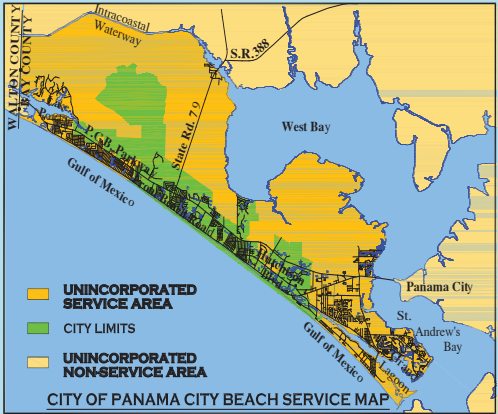 Intracoastal
Waterway
S.R.388
WALTON COUNTY
BAY COUNTY
State Rd. 79
West Bay
P.C.B. Parkway
Gulf of Mexico
Hutchison
Panama City
St.
Andrew's
Bay
Grand
Lagoon
Gulf of Mexico
UNINCORPORATED
SERVICE AREA
CITY LIMITS
UNINCORPORATED
NON-SERVICE AREA
CITY OF PANAMA CITY BEACH SERVICE MAP